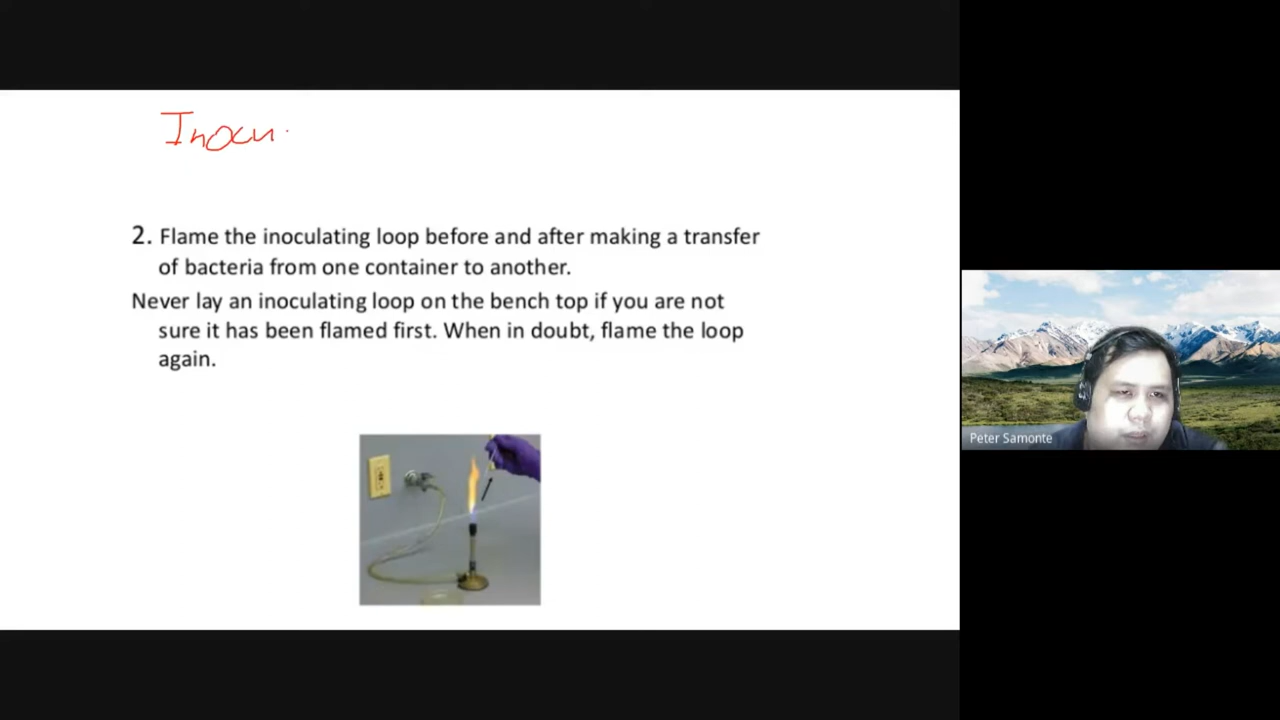 Inocu
2. Flame the inoculating loop before and after making a transfer
of bacteria from one container to another.
Never lay an inoculating loop on the bench top if you are not
sure it has been flamed first. When in doubt, flame the loop
again.
Peter Samonte